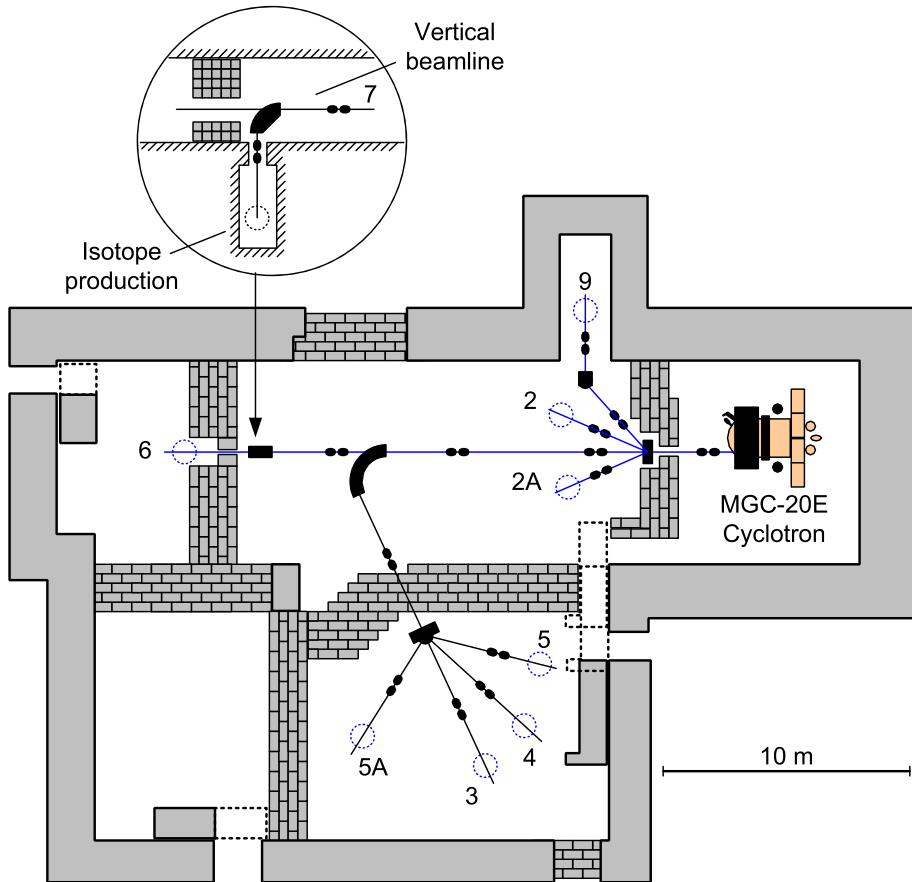 Vertical
beamline
7
Isotope
production
9
2
6
2A
MGC-20E
Cyclotron
5
5A
4
3
10 m